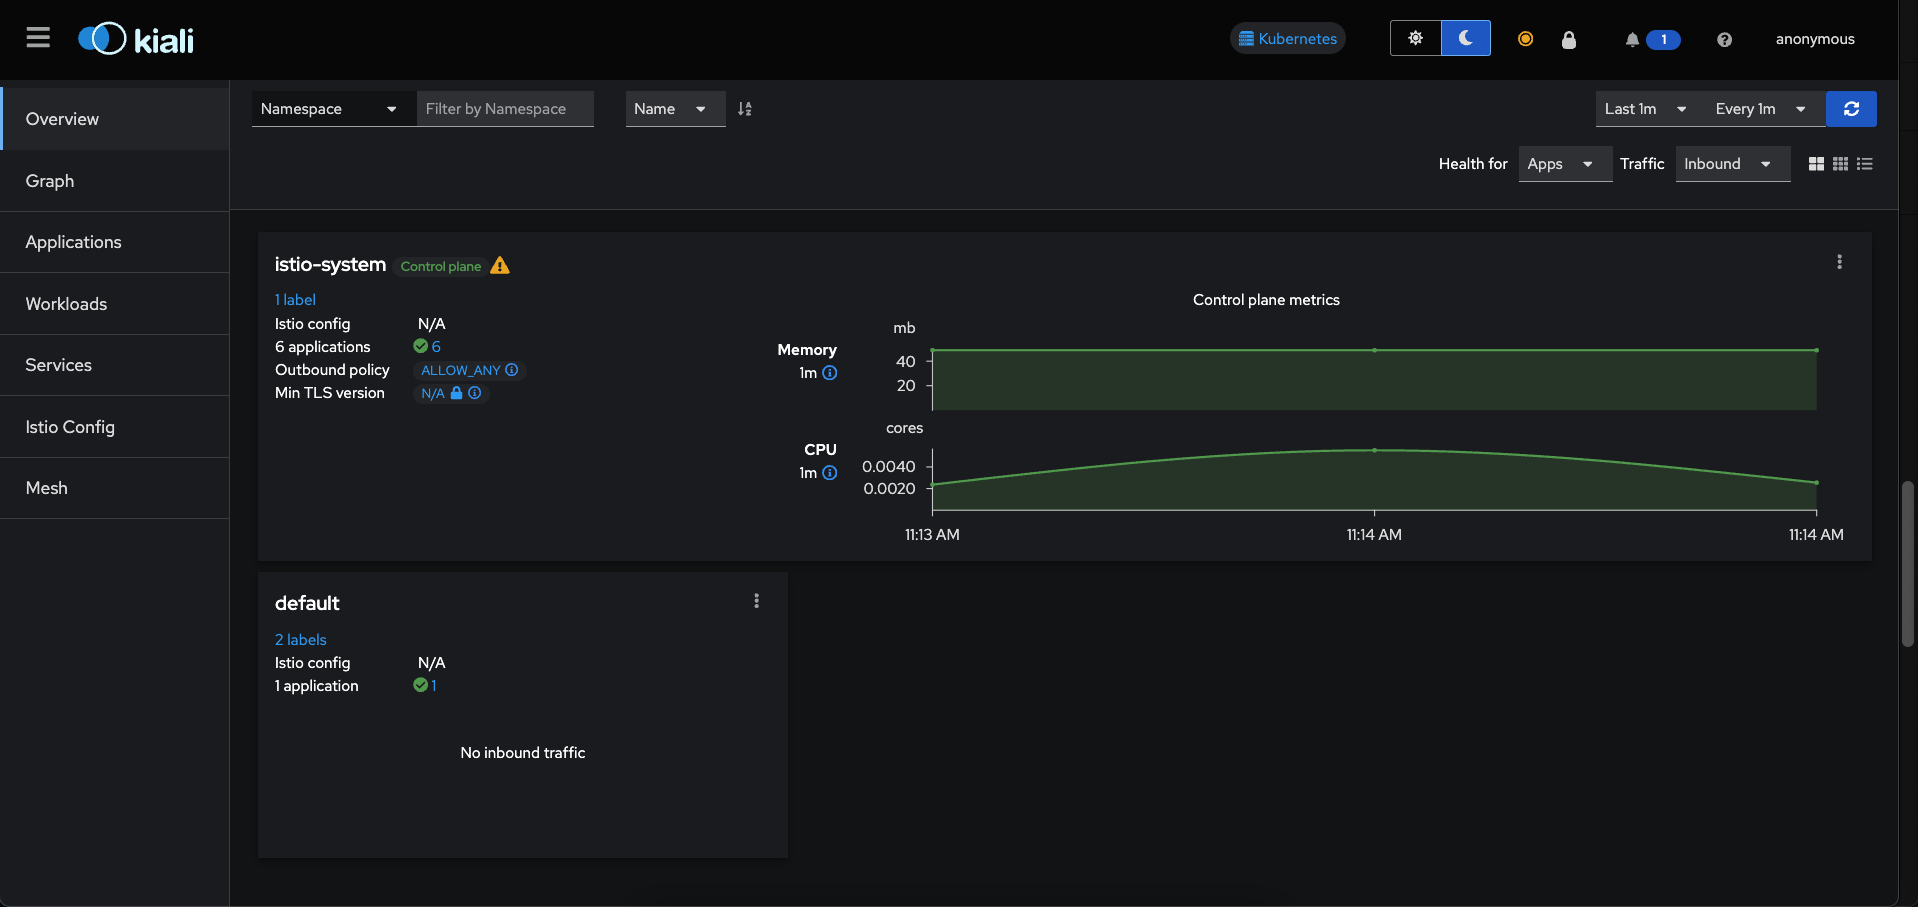 kiali
Kubernetes
1
anonymous
Overview
Graph
Applications
Workloads
Services
Istio Config
Mesh
Namespace
Filter by Namespace
Name
Last 1m
Every 1m
Health for
Apps
Traffic
Inbound
istio-system
Control plane
1 label
Istio config N/A
6 applications 6
Outbound policy ALLOW_ANY
Min TLS version N/A
Control plane metrics
mb
Memory
1m
40
20
cores
CPU
1m
0.0040
0.0020
11:13 AM 11:14 AM 11:14 AM
default
2 labels
Istio config N/A
1 application 1
No inbound traffic